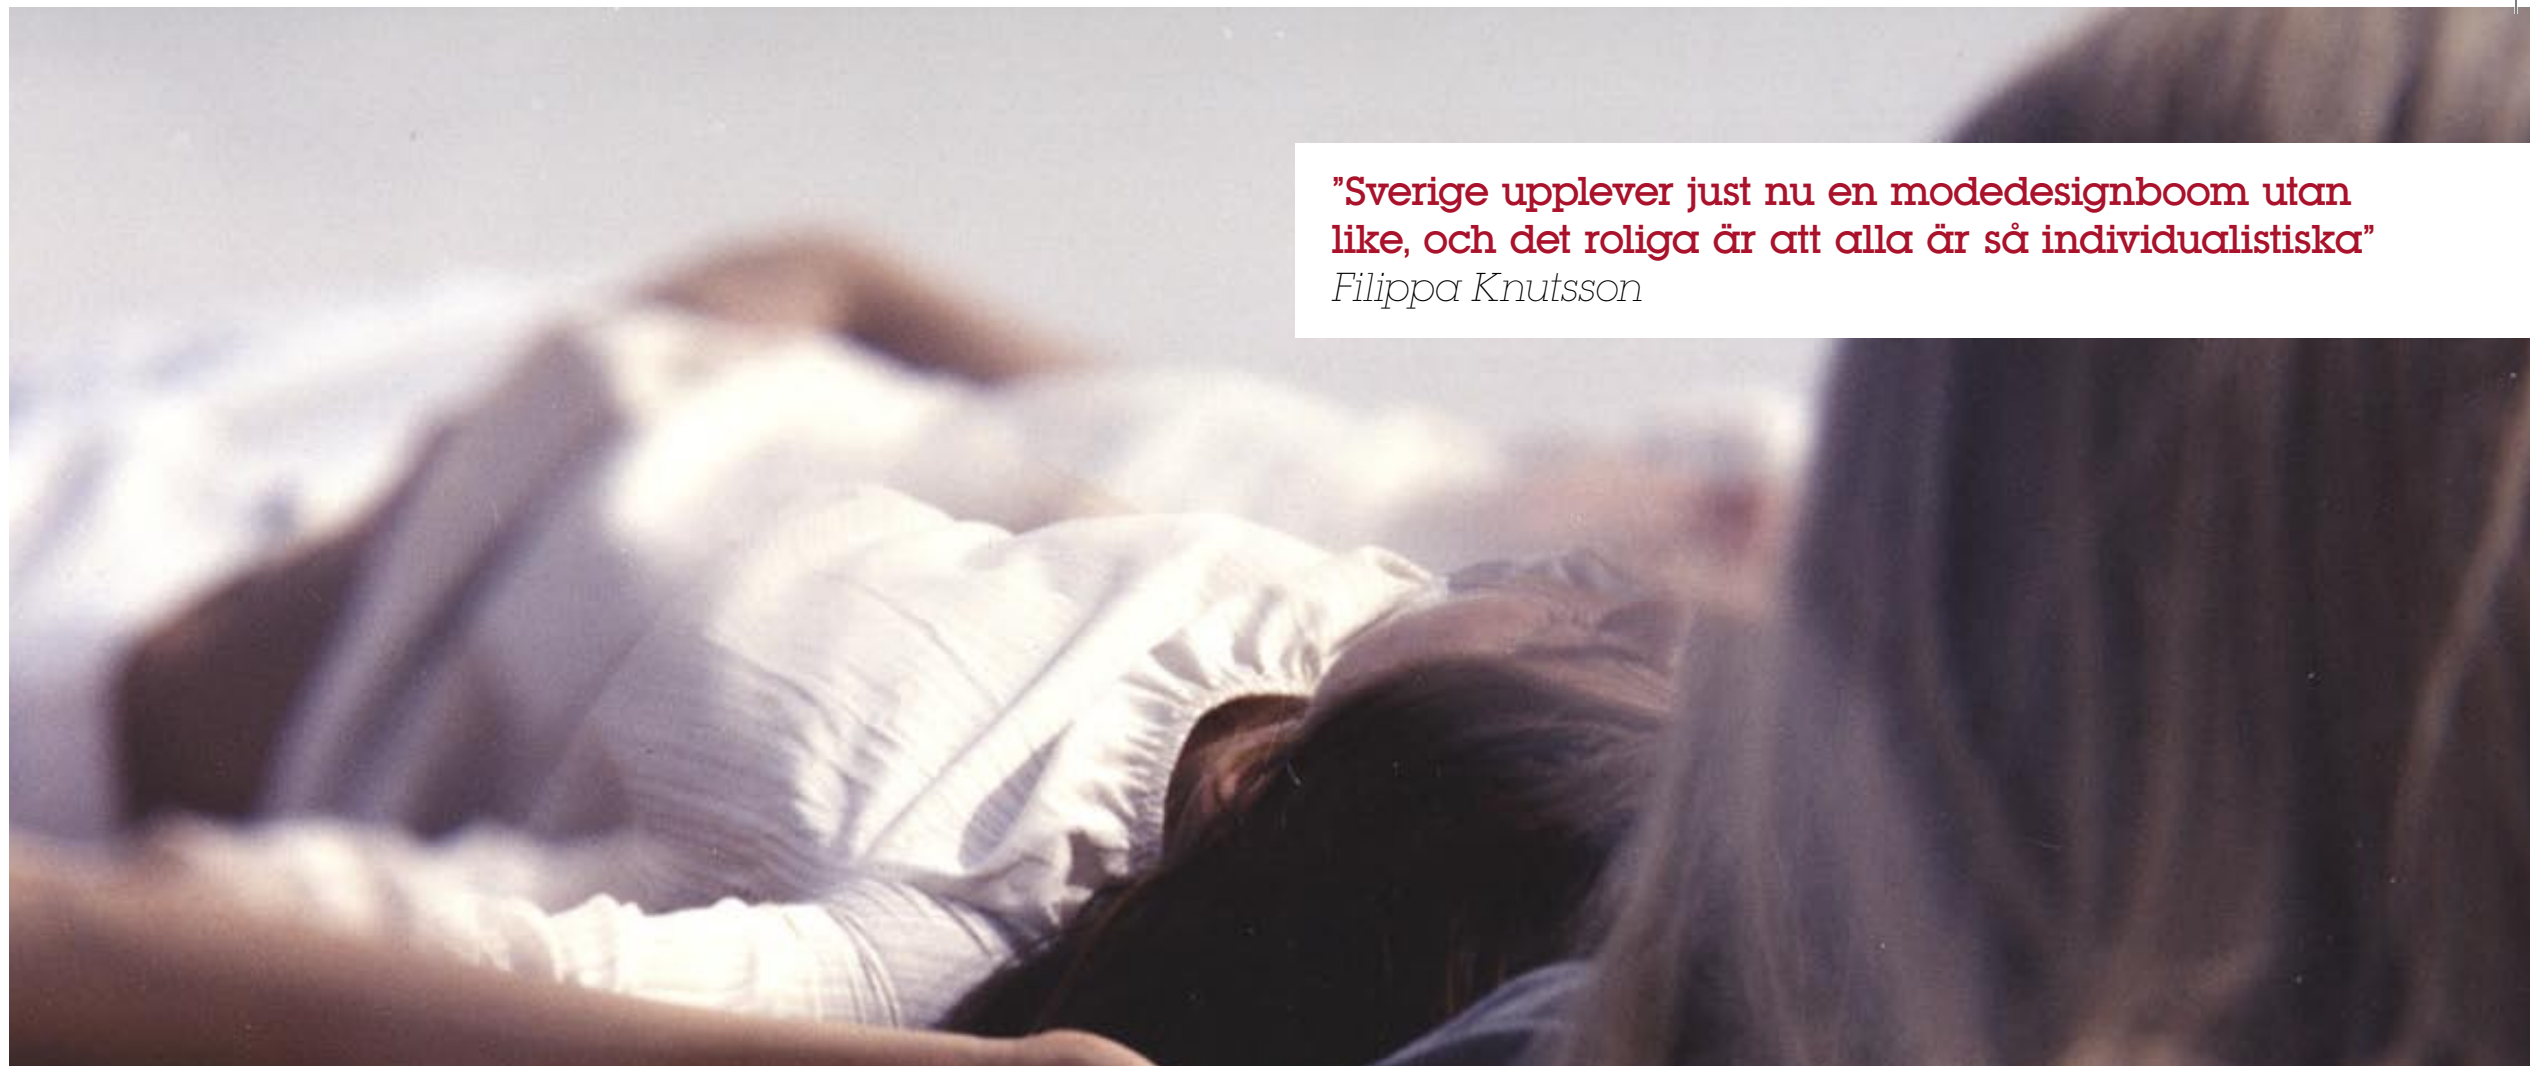 ”Sverige upplever just nu en modedesignboom utan
like, och det roliga är att alla är så individualistiska”
Filippa Knutsson